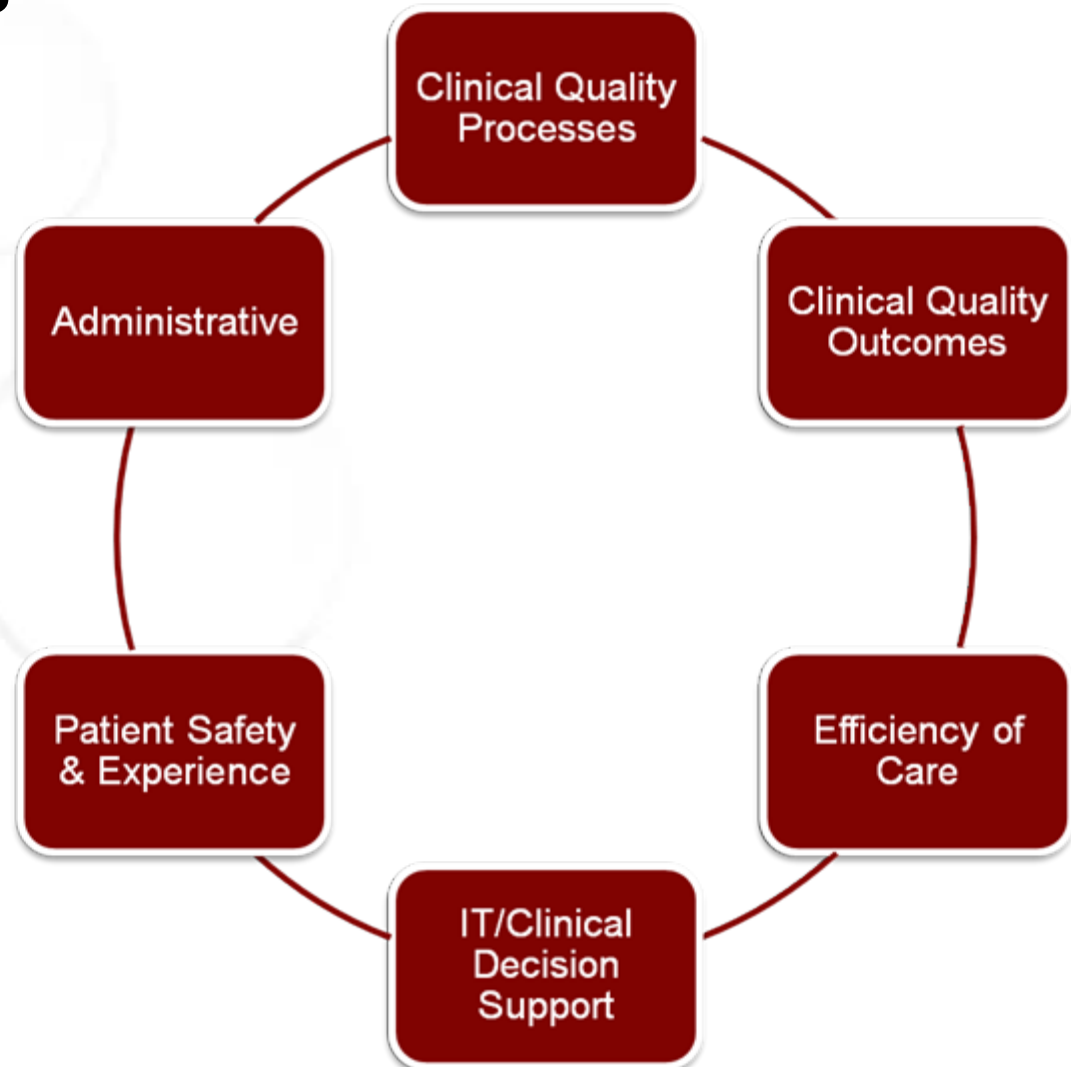 Clinical Quality
Processes
Clinical Quality
Outcomes
Efficiency of
Care
IT/Clinical
Decision
Support
Patient Safety
& Experience
Administrative